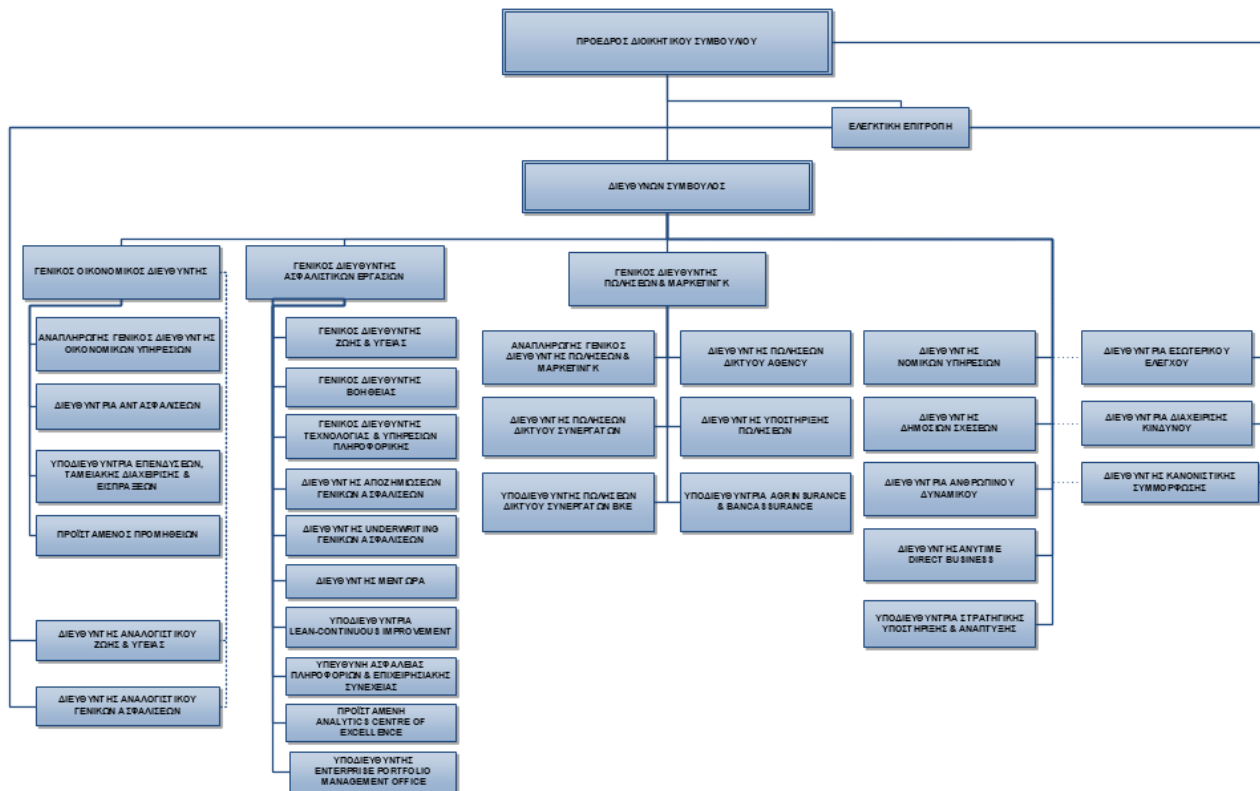 ΠΡΟΕΔΡΟΣ ΔΙΟΙΚΗΤΙΚΟΥ ΣΥΜΒΟΥΛΙΟΥ
ΕΛΕΓΚΤΙΚΗ ΕΠΙΤΡΟΠΗ
ΔΙΕΥΘΥΝΩΝ ΣΥΜΒΟΥΛΟΣ
ΓΕΝΙΚΟΣ ΟΙΚΟΝΟΜΙΚΟΣ ΔΙΕΥΘΥΝΤΗΣ
ΑΝΑΠΛΗΡΩΤΗΣ ΓΕΝΙΚΟΣ ΔΙΕΥΘΥΝΤΗΣ
ΟΙΚΟΝΟΜΙΚΩΝ ΥΠΗΡΕΣΙΩΝ
ΔΙΕΥΘΥΝΤΡΙΑ ΑΝΤΑΣΦΑΛΙΣΕΩΝ
ΥΠΟΔΙΕΥΘΥΝΤΡΙΑ ΕΠΕΝΔΥΣΕΩΝ,
ΤΑΜΕΙΑΚΗΣ ΔΙΑΧΕΙΡΙΣΗΣ &
ΕΙΣΠΡΑΞΕΩΝ
ΠΡΟΪΣΤΑΜΕΝΟΣ ΠΡΟΜΗΘΕΙΩΝ
ΔΙΕΥΘΥΝΤΗΣ ΑΝΑΛΟΓΙΣΤΙΚΟΥ
ΖΩΗΣ & ΥΓΕΙΑΣ
ΔΙΕΥΘΥΝΤΗΣ ΑΝΑΛΟΓΙΣΤΙΚΟΥ
ΓΕΝΙΚΩΝ ΑΣΦΑΛΙΣΕΩΝ
ΓΕΝΙΚΟΣ ΔΙΕΥΘΥΝΤΗΣ
ΑΣΦΑΛΙΣΤΙΚΩΝ ΕΡΓΑΣΙΩΝ
ΓΕΝΙΚΟΣ ΔΙΕΥΘΥΝΤΗΣ
ΖΩΗΣ & ΥΓΕΙΑΣ
ΓΕΝΙΚΟΣ ΔΙΕΥΘΥΝΤΗΣ
ΒΟΗΘΕΙΑΣ
ΓΕΝΙΚΟΣ ΔΙΕΥΘΥΝΤΗΣ
ΤΕΧΝΟΛΟΓΙΑΣ & ΥΠΗΡΕΣΙΩΝ
ΠΛΗΡΟΦΟΡΙΚΗΣ
ΔΙΕΥΘΥΝΤΗΣ ΑΠΟΖΗΜΙΩΣΕΩΝ
ΓΕΝΙΚΩΝ ΑΣΦΑΛΙΣΕΩΝ
ΔΙΕΥΘΥΝΤΗΣ UNDERWRITING
ΓΕΝΙΚΩΝ ΑΣΦΑΛΙΣΕΩΝ
ΔΙΕΥΘΥΝΤΗΣ ΜΕΝΤΩΡΑ
ΥΠΟΔΙΕΥΘΥΝΤΡΙΑ
LEAN-CONTINUOUS IMPROVEMENT
ΥΠΕΥΘΥΝΗ ΑΣΦΑΛΕΙΑΣ
ΠΛΗΡΟΦΟΡΙΩΝ & ΕΠΙΧΕΙΡΗΣΙΑΚΗΣ
ΣΥΝΕΧΕΙΑΣ
ΠΡΟΪΣΤΑΜΕΝΗ
ANALYTICS CENTRE OF
EXCELLENCE
ΥΠΟΔΙΕΥΘΥΝΤΗΣ
ENTERPRISE PORTFOLIO
MANAGEMENT OFFICE
ΓΕΝΙΚΟΣ ΔΙΕΥΘΥΝΤΗΣ
ΠΩΛΗΣΕΩΝ & ΜΑΡΚΕΤΙΝΓΚ
ΑΝΑΠΛΗΡΩΤΗΣ ΓΕΝΙΚΟΣ
ΔΙΕΥΘΥΝΤΗΣ ΠΩΛΗΣΕΩΝ &
ΜΑΡΚΕΤΙΝΓΚ
ΔΙΕΥΘΥΝΤΗΣ ΠΩΛΗΣΕΩΝ
ΔΙΚΤΥΟΥ AGENCY
ΔΙΕΥΘΥΝΤΗΣ ΠΩΛΗΣΕΩΝ
ΔΙΚΤΥΟΥ ΣΥΝΕΡΓΑΤΩΝ
ΔΙΕΥΘΥΝΤΗΣ ΥΠΟΣΤΗΡΙΞΗΣ
ΠΩΛΗΣΕΩΝ
ΥΠΟΔΙΕΥΘΥΝΤΗΣ ΠΩΛΗΣΕΩΝ
ΔΙΚΤΥΟΥ ΣΥΝΕΡΓΑΤΩΝ ΒΚΕ
ΥΠΟΔΙΕΥΘΥΝΤΡΙΑ AGRINSURANCE
& BANCASSURANCE
ΔΙΕΥΘΥΝΤΗΣ
ΝΟΜΙΚΩΝ ΥΠΗΡΕΣΙΩΝ
ΔΙΕΥΘΥΝΤΗΣ
ΔΗΜΟΣΙΩΝ ΣΧΕΣΕΩΝ
ΔΙΕΥΘΥΝΤΡΙΑ ΑΝΘΡΩΠΙΝΟΥ
ΔΥΝΑΜΙΚΟΥ
ΔΙΕΥΘΥΝΤΗΣ ANYTIME
DIRECT BUSINESS
ΥΠΟΔΙΕΥΘΥΝΤΡΙΑ ΣΤΡΑΤΗΓΙΚΗΣ
ΥΠΟΣΤΗΡΙΞΗΣ & ΑΝΑΠΤΥΞΗΣ
ΔΙΕΥΘΥΝΤΡΙΑ ΕΣΩΤΕΡΙΚΟΥ
ΕΛΕΓΧΟΥ
ΔΙΕΥΘΥΝΤΡΙΑ ΔΙΑΧΕΙΡΙΣΗΣ
ΚΙΝΔΥΝΟΥ
ΔΙΕΥΘΥΝΤΗΣ ΚΑΝΟΝΙΣΤΙΚΗΣ
ΣΥΜΜΟΡΦΩΣΗΣ